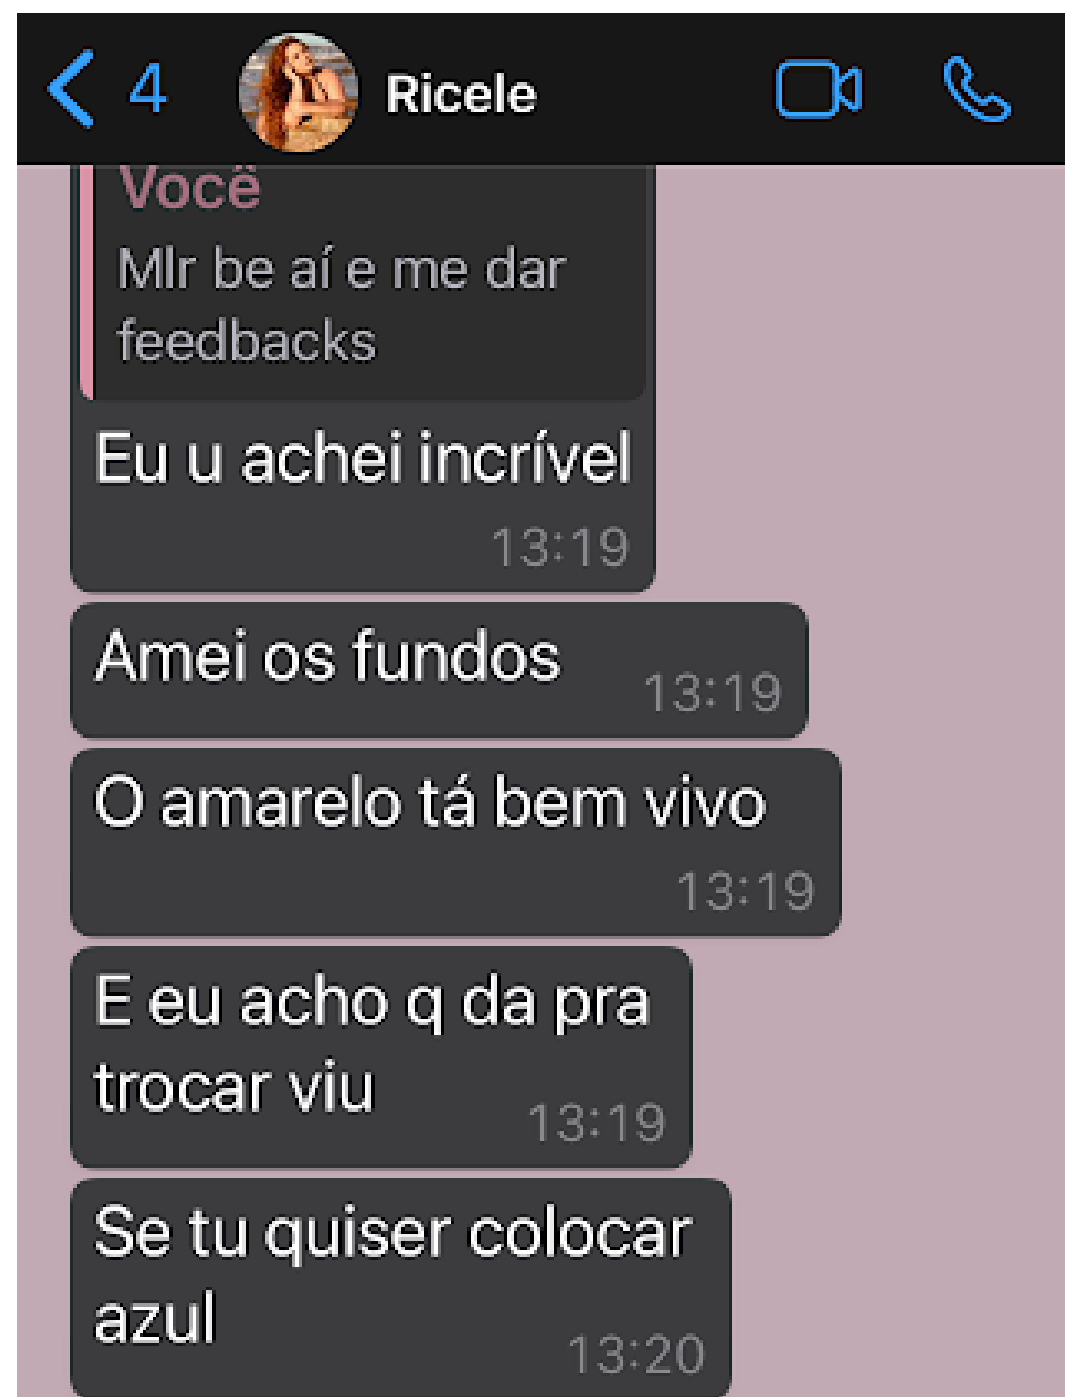 4
Ricele
Você
Mlr be aí e me dar
feedbacks
Eu u achei incrível
13:19
Amei os fundos
13:19
O amarelo tá bem vivo
13:19
E eu acho q da pra
trocar viu
13:19
Se tu quiser colocar
azul
13:20